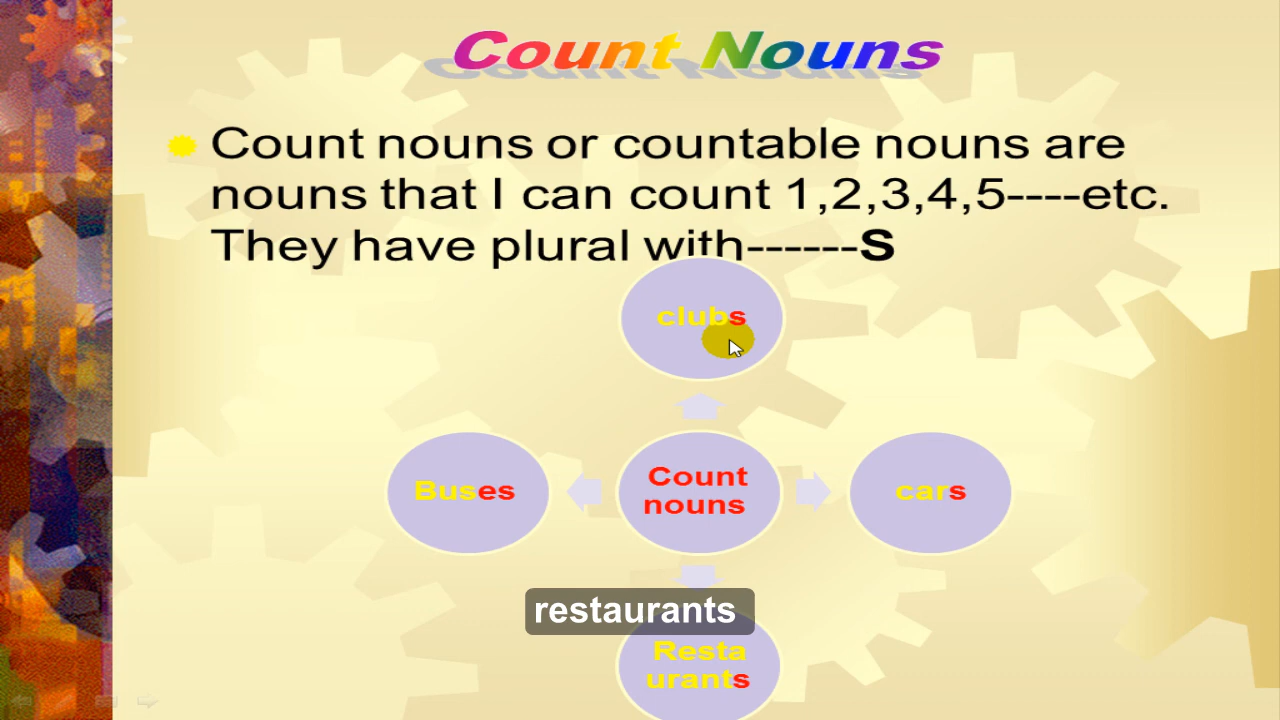 Count Nouns
Count nouns or countable nouns are
nouns that I can count 1,2,3,4,5----etc.
They have plural with------S
clubs
Buses
Count
nouns
cars
restaurants
Resta
urants